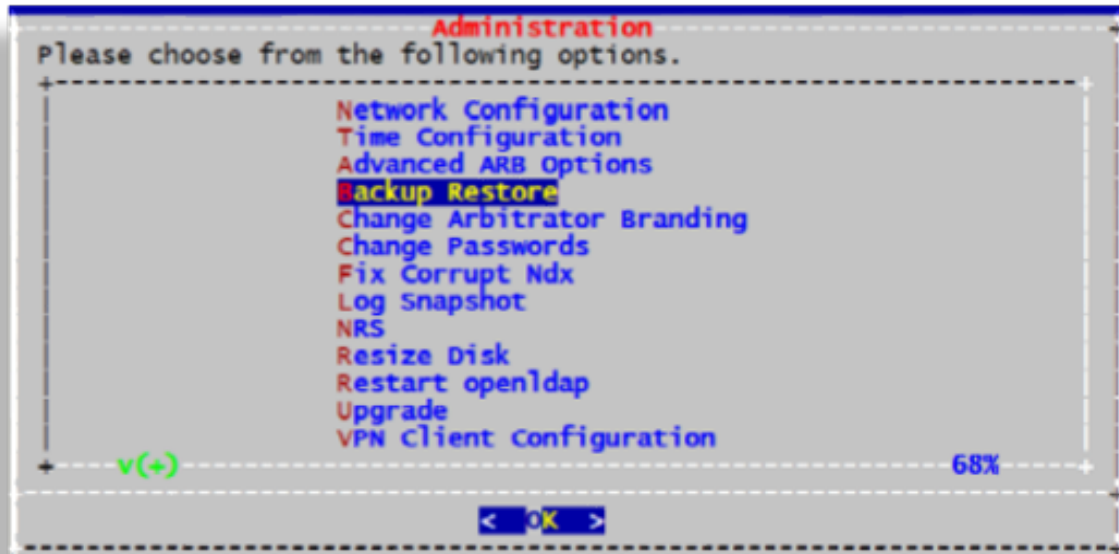 Administration
Please choose from the following options.
Network Configuration
Time Configuration
Advanced ARB Options
Backup Restore
Change Arbitrator Branding
Change Passwords
Fix Corrupt Ndx
Log Snapshot
NRS
Resize Disk
Restart openldap
Upgrade
VPN Client Configuration
v(+) 68%
< OK >